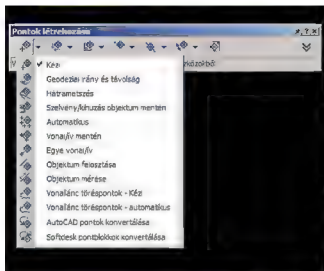 Pontok létrehozása
Kézi
Geodéziai irány és távolság
Hátrametszés
Szelvény/kihúzás objektum mentén
Automatikus
Vonal/ív mentén
Egye vonal/ív
Objektum felosztása
Objektum mérése
Vonallánc töréspontok - Kézi
Vonallánc töréspontok - automatikus
AutoCAD pontok konvertálása
Softdesk pontblokkok konvertálása